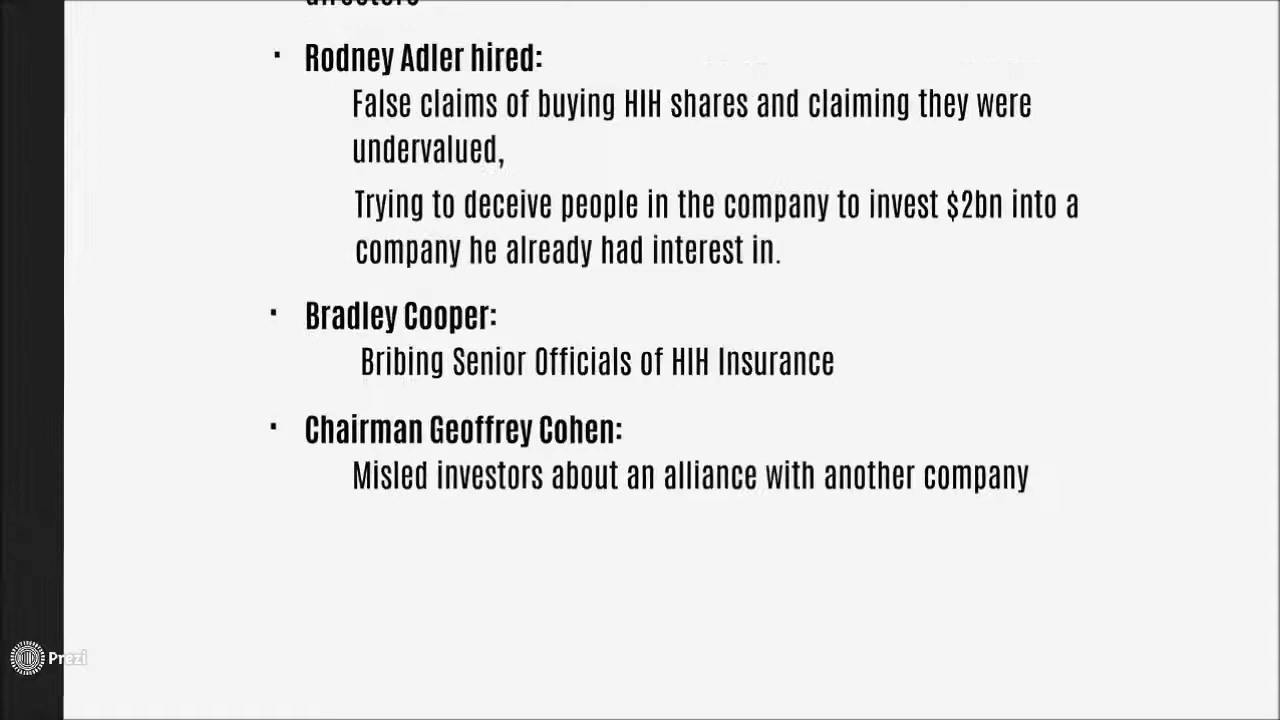 directors
· Rodney Adler hired:
False claims of buying HIH shares and claiming they were
undervalued,
Trying to deceive people in the company to invest $2bn into a
company he already had interest in.
· Bradley Cooper:
Bribing Senior Officials of HIH Insurance
· Chairman Geoffrey Cohen:
Misled investors about an alliance with another company
Prezi